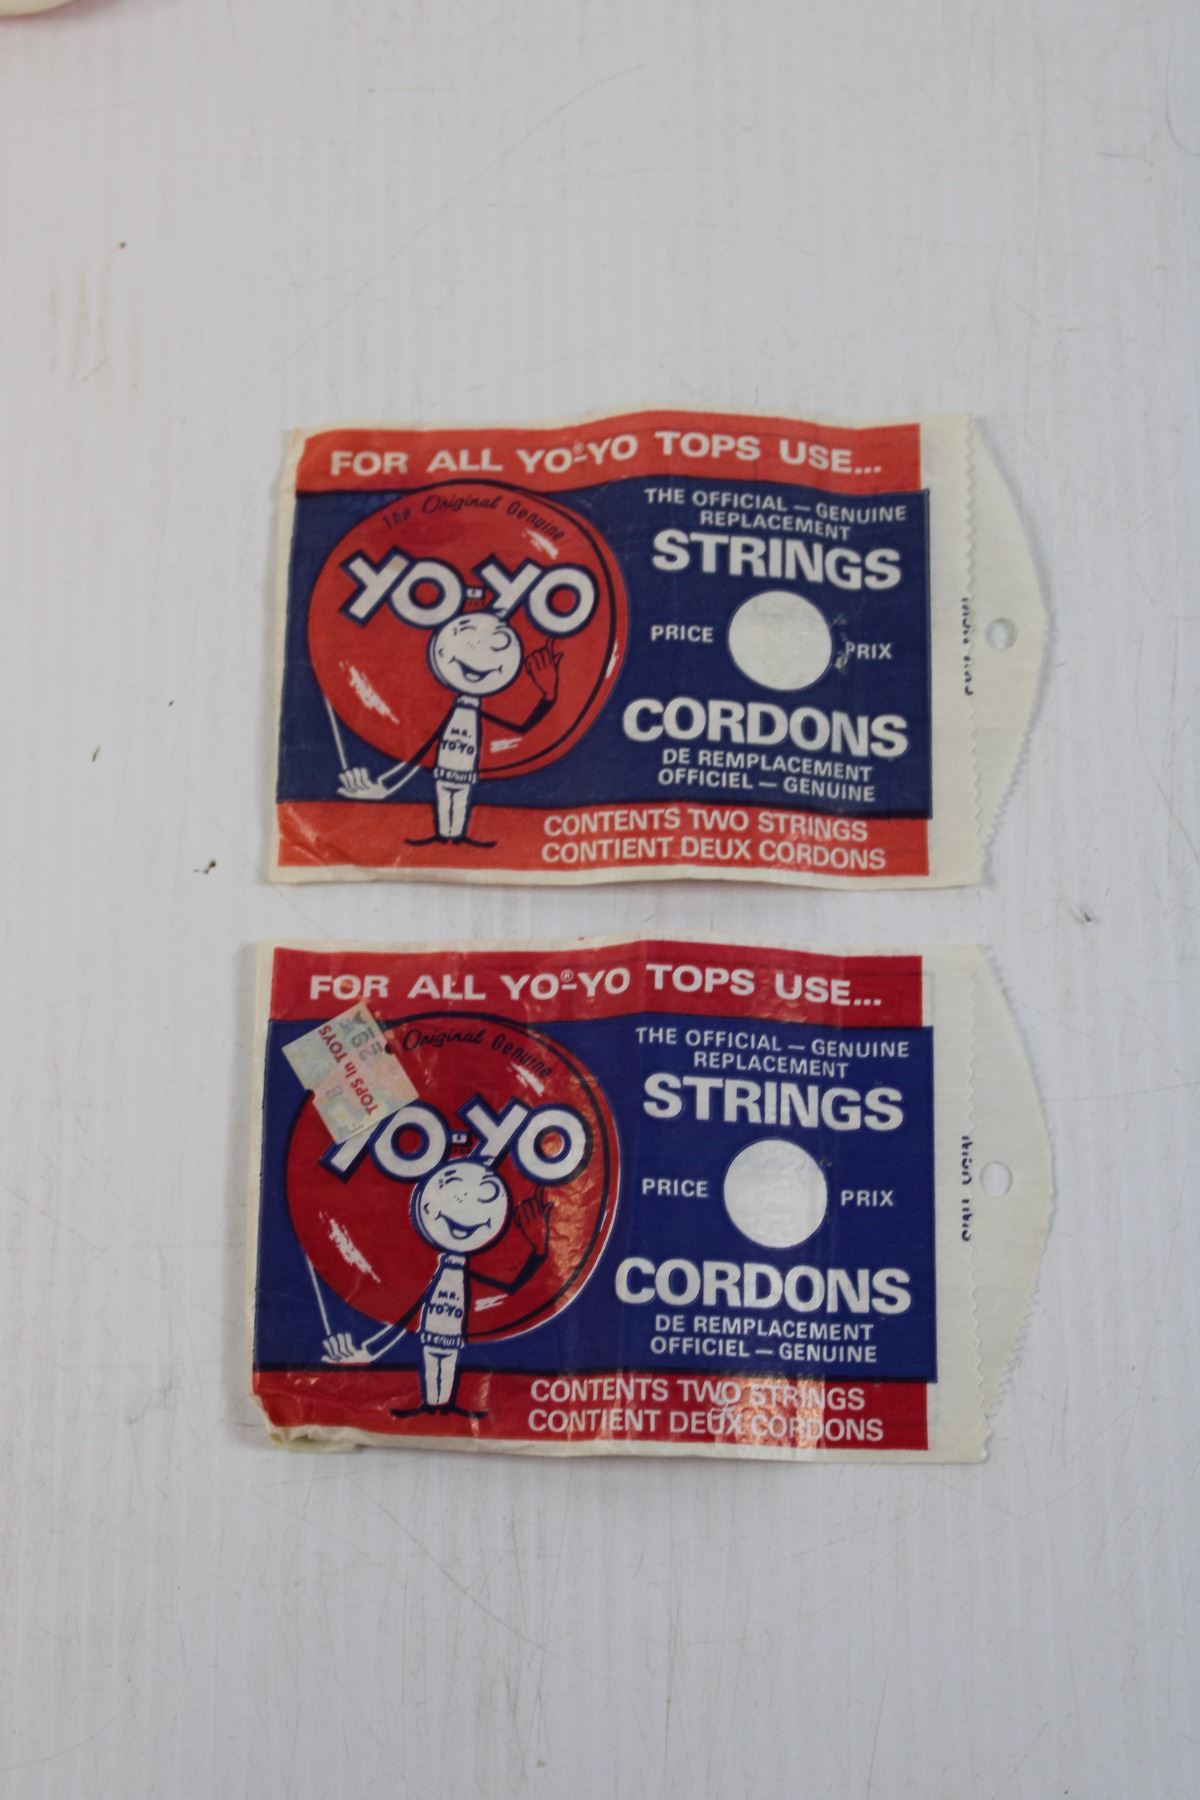 FOR ALL YO®-YO TOPS USE...
The Original Genuine
YO-YO
MR.
YO-YO
THE OFFICIAL — GENUINE
REPLACEMENT
STRINGS
PRICE PRIX
CORDONS
DE REMPLACEMENT
OFFICIEL — GENUINE
CONTENTS TWO STRINGS
CONTIENT DEUX CORDONS
FOR ALL YO®-YO TOPS USE...
Original Genuine
YO-YO
TOPS In TOYS
MR.
YO-YO
THE OFFICIAL — GENUINE
REPLACEMENT
STRINGS
PRICE PRIX
CORDONS
DE REMPLACEMENT
OFFICIEL — GENUINE
CONTENTS TWO STRINGS
CONTIENT DEUX CORDONS